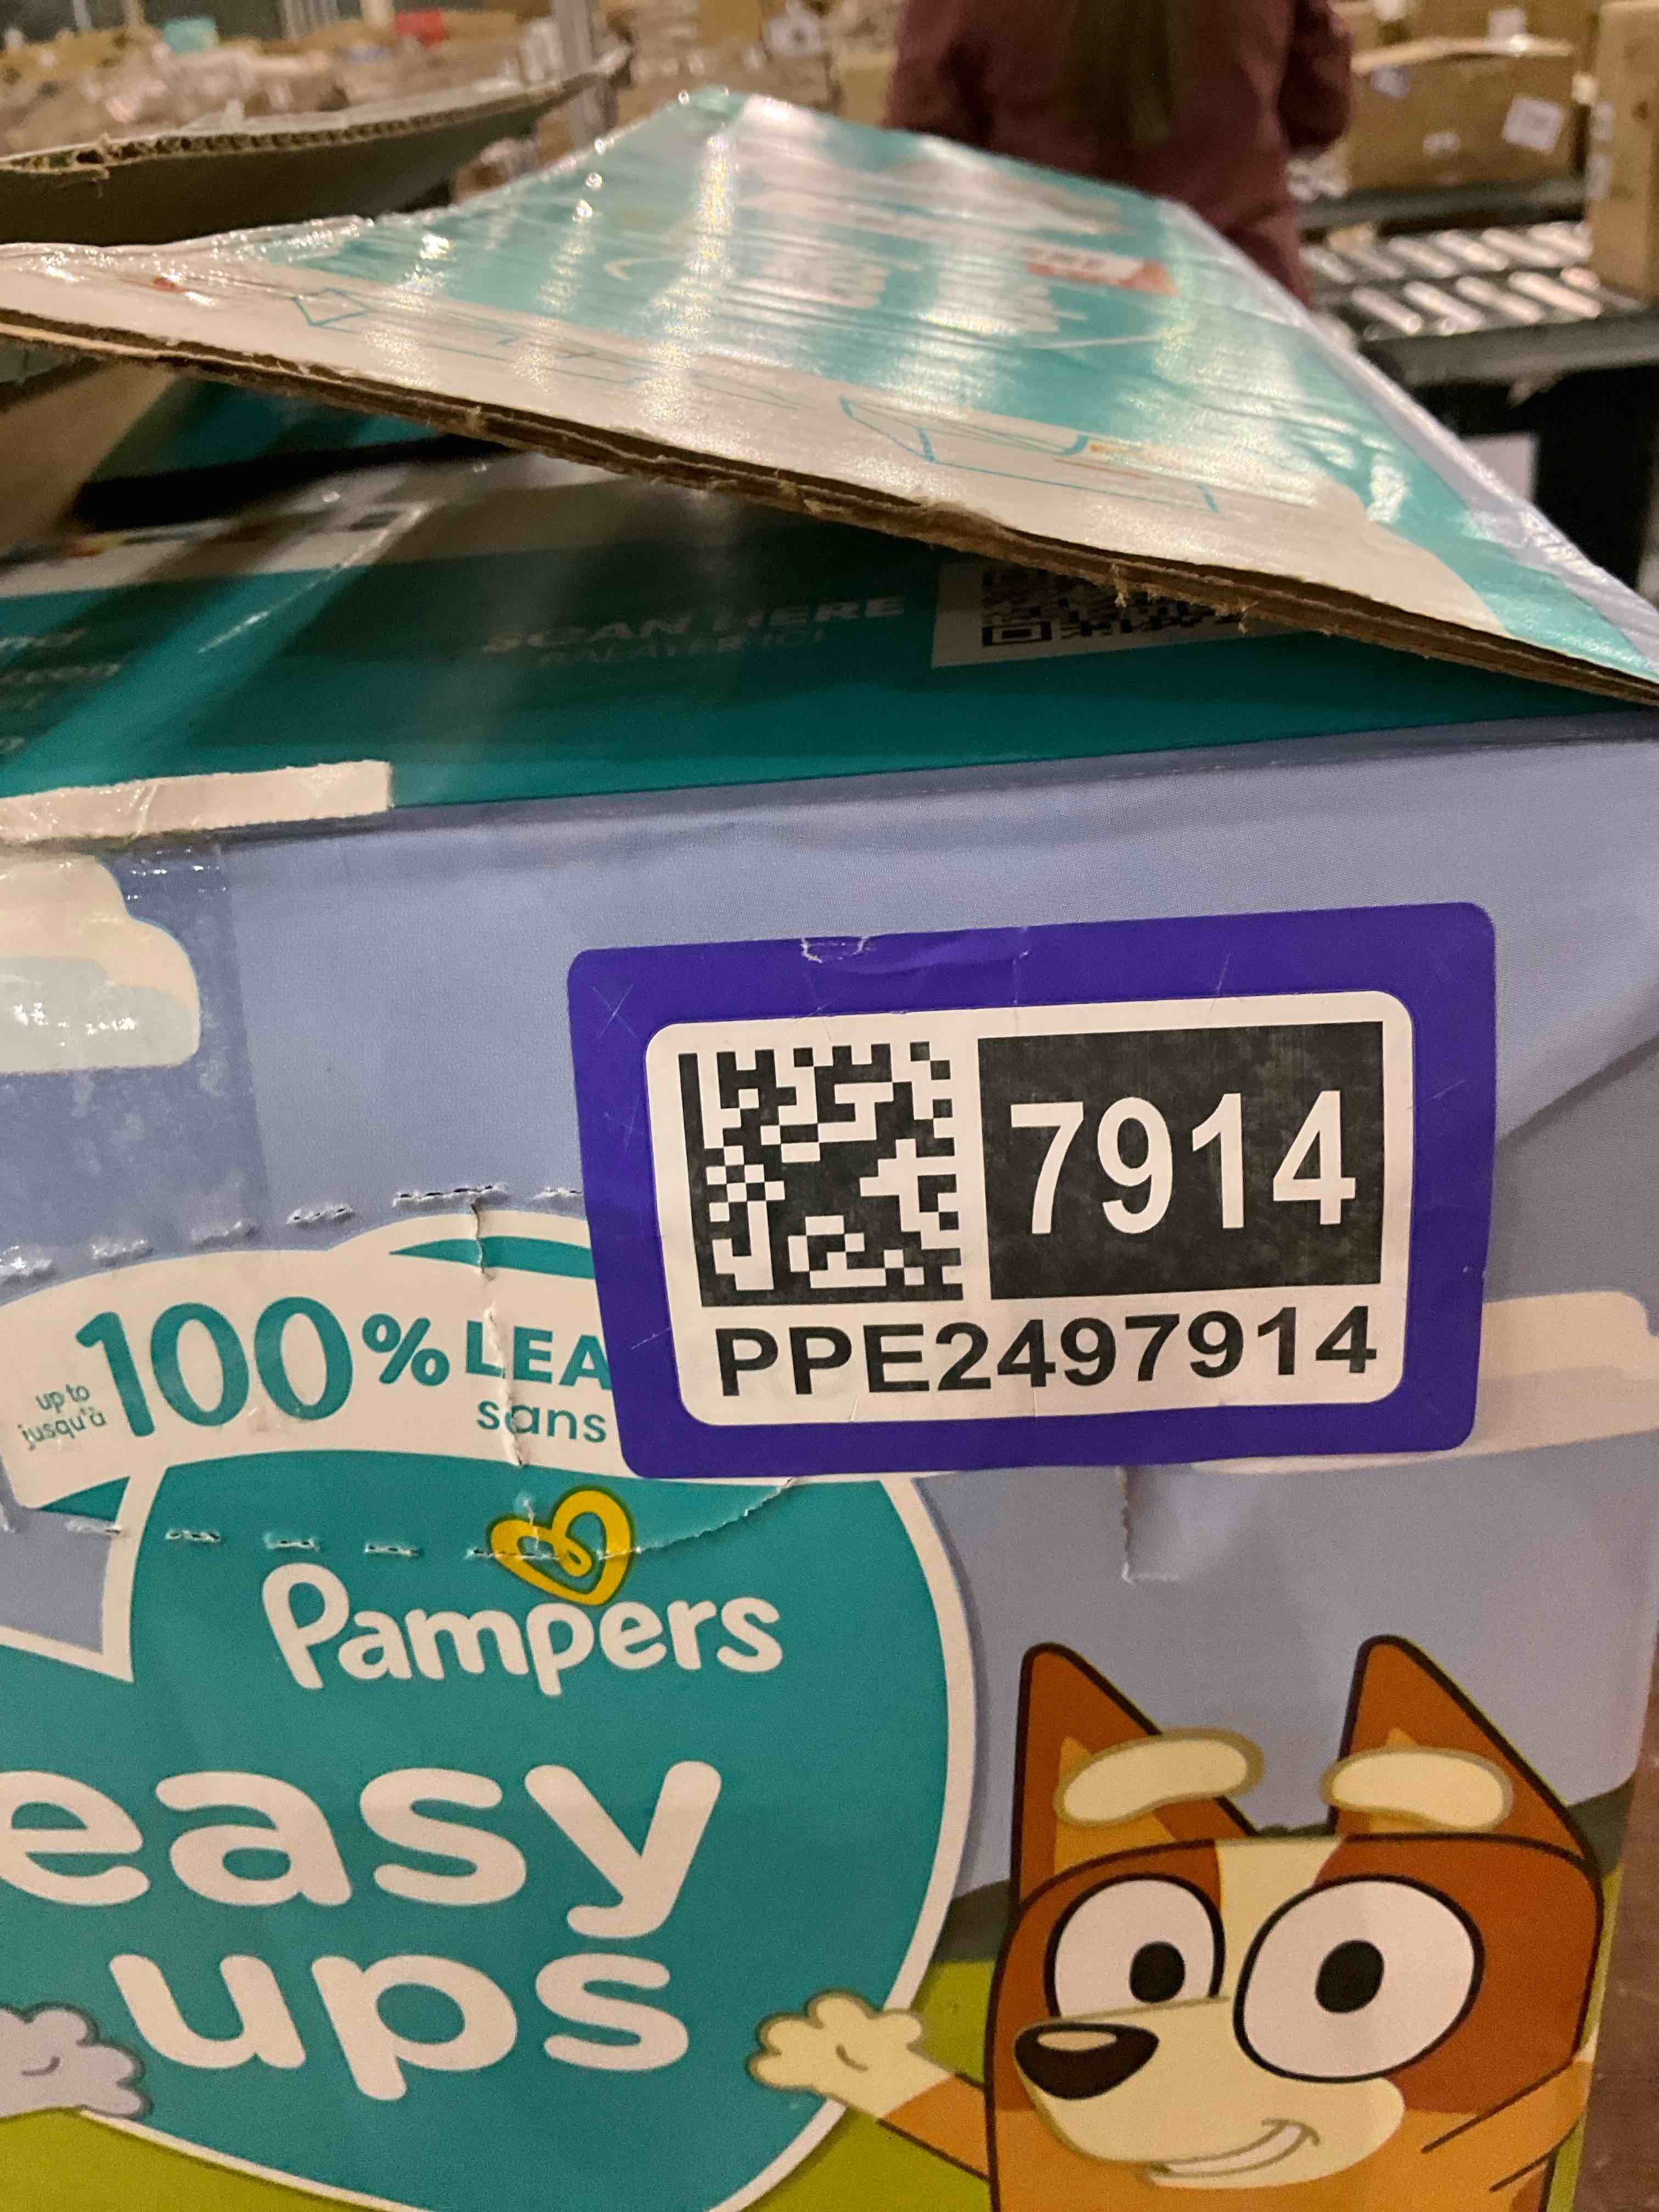 SCAN HERE
BALAYER ICI
7914
PPE2497914
up to
jusqu'à
100% LEA
sans
Pampers
easy
ups